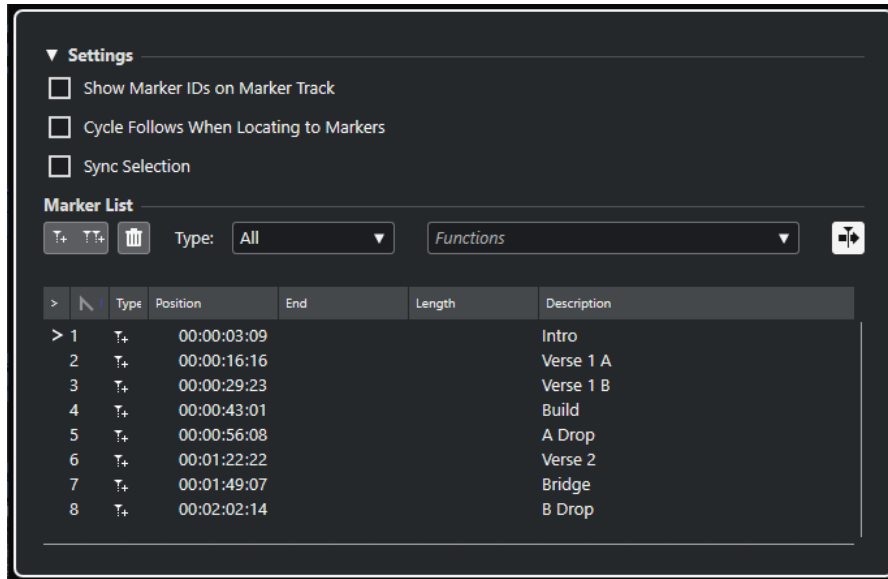 ▼ Settings
Show Marker IDs on Marker Track
Cycle Follows When Locating to Markers
Sync Selection
Marker List
Type: All Functions
> Type Position End Length Description
> 1 00:00:03:09 Intro
2 00:00:16:16 Verse 1 A
3 00:00:29:23 Verse 1 B
4 00:00:43:01 Build
5 00:00:56:08 A Drop
6 00:01:22:22 Verse 2
7 00:01:49:07 Bridge
8 00:02:02:14 B Drop